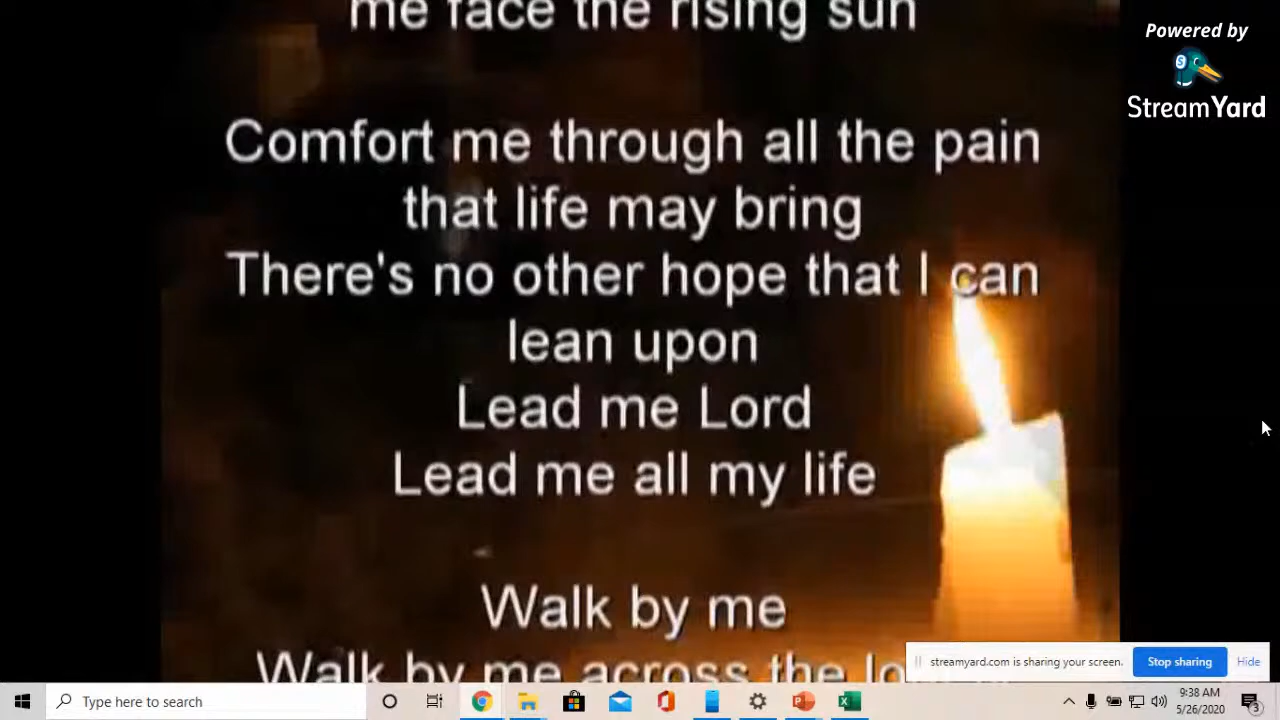 me face the rising sun
Powered by
StreamYard
Comfort me through all the pain
that life may bring
There's no other hope that I can
lean upon
Lead me Lord
Lead me all my life
Walk by me
Walk by me across the
streamyard.com is sharing your screen.
Stop sharing
Hide
Type here to search
9:38 AM
5/26/2020
3